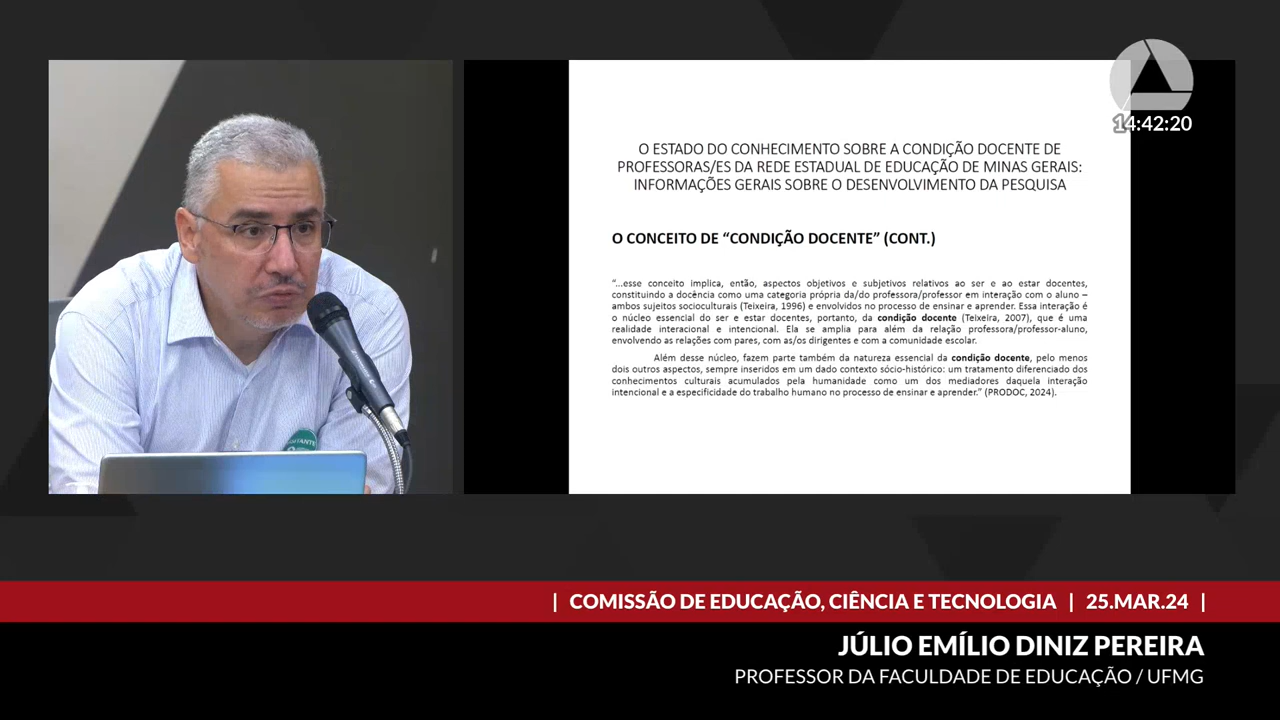 14:42:20
O ESTADO DO CONHECIMENTO SOBRE A CONDIÇÃO DOCENTE DE
PROFESSORAS/ES DA REDE ESTADUAL DE EDUCAÇÃO DE MINAS GERAIS:
INFORMAÇÕES GERAIS SOBRE O DESENVOLVIMENTO DA PESQUISA
O CONCEITO DE “CONDIÇÃO DOCENTE” (CONT.)
“...esse conceito implica, então, aspectos objetivos e subjetivos relativos ao ser e ao estar docentes,
constituindo a docência como uma categoria própria da/do professora/professor em interação com o aluno –
ambos sujeitos socioculturais (Teixeira, 1996) e envolvidos no processo de ensinar e aprender. Essa interação é
o núcleo essencial do ser e estar docentes, portanto, da condição docente (Teixeira, 2007), que é uma
realidade interacional e intencional. Ela se amplia para além da relação professora/professor-aluno,
envolvendo as relações com pares, com as/os dirigentes e com a comunidade escolar.
Além desse núcleo, fazem parte também da natureza essencial da condição docente, pelo menos
dois outros aspectos, sempre inseridos em um dado contexto sócio-histórico: um tratamento diferenciado dos
conhecimentos culturais acumulados pela humanidade como um dos mediadores daquela interação
intencional e a especificidade do trabalho humano no processo de ensinar e aprender.” (PRODOC, 2024).
| COMISSÃO DE EDUCAÇÃO, CIÊNCIA E TECNOLOGIA | 25.MAR.24 |
JÚLIO EMÍLIO DINIZ PEREIRA
PROFESSOR DA FACULDADE DE EDUCAÇÃO / UFMG